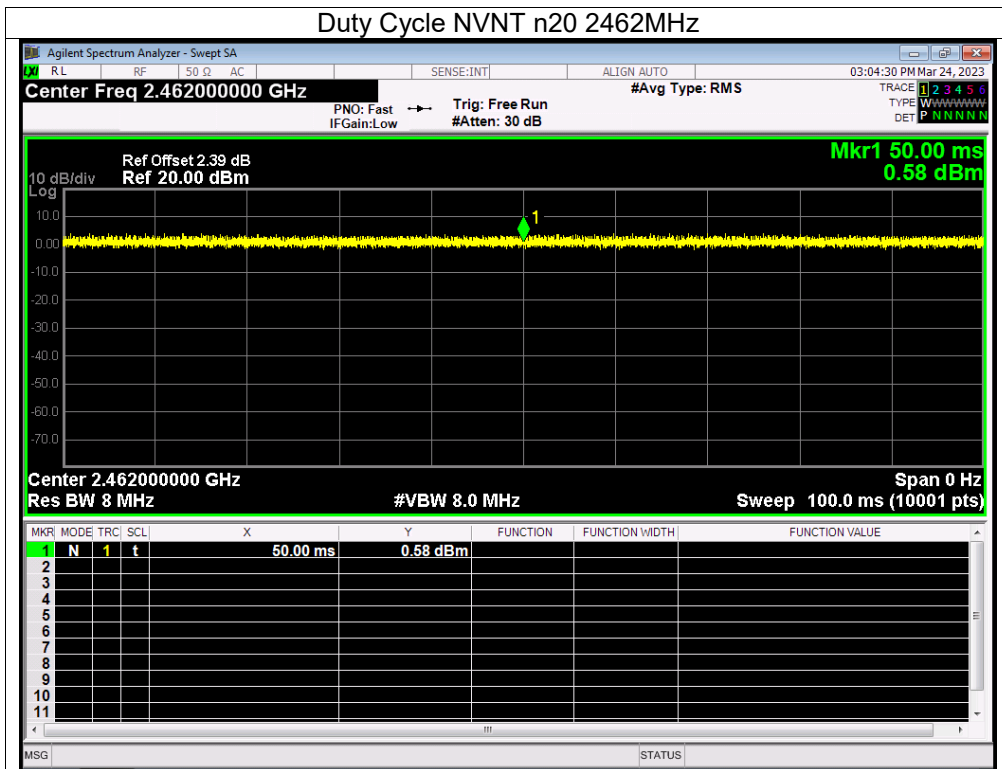 Duty Cycle NVNT n20 2462MHz
Agilent Spectrum Analyzer - Swept SA
LXI RL RF 50 Ω AC SENSE:INT ALIGN AUTO 03:04:30 PM Mar 24, 2023
Center Freq 2.462000000 GHz #Avg Type: RMS TRACE 1 2 3 4 5 6
PNO: Fast Trig: Free Run TYPE WWWWWW
IFGain:Low #Atten: 30 dB DET P N N N N N
Mkr1 50.00 ms
Ref Offset 2.39 dB
10 dB/div Ref 20.00 dBm 0.58 dBm
Log
10.0
1
0.00
-10.0
-20.0
-30.0
-40.0
-50.0
-60.0
-70.0
Center 2.462000000 GHz Span 0 Hz
Res BW 8 MHz #VBW 8.0 MHz Sweep 100.0 ms (10001 pts)
MKR MODE TRC SCL X Y FUNCTION FUNCTION WIDTH FUNCTION VALUE
1 N 1 t 50.00 ms 0.58 dBm
2
3
4
5
6
7
8
9
10
11
MSG STATUS